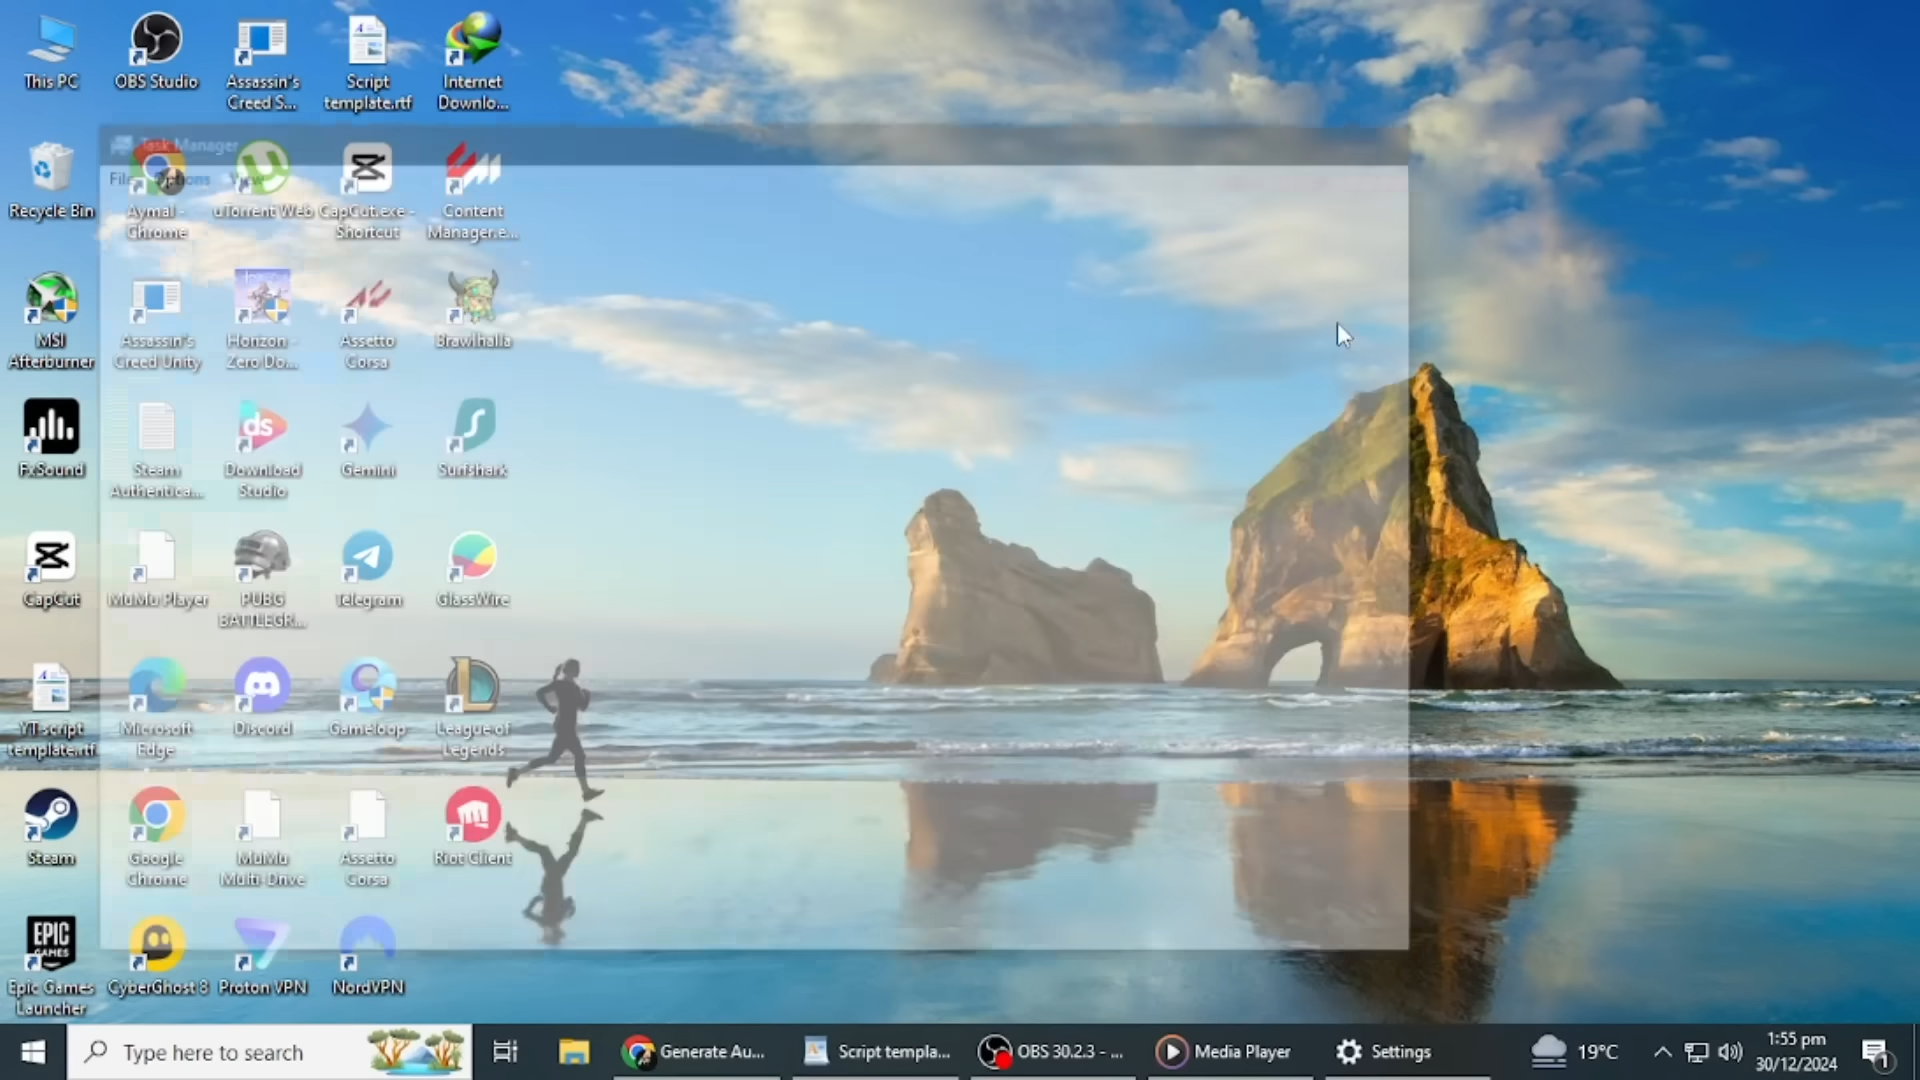 This PC
OBS Studio
Assassin's
Creed S...
Script
template.rtf
Internet
Downlo...
Task Manager
File Options View
Recycle Bin
Aymal -
Chrome
uTorrent Web
CapCut.exe -
Shortcut
Content
Manager.e...
MSI
Afterburner
Assassin's
Creed Unity
Horizon -
Zero Do...
Assetto
Corsa
Brawlhalla
FxSound
Steam
Authentica...
ds
Download
Studio
Gemini
Surfshark
CapCut
MuMu Player
PUBG
BATTLEGR...
Telegram
GlassWire
YT script
template.rtf
Microsoft
Edge
Discord
Gameloop
League of
Legends
Steam
Google
Chrome
MuMu
Multi-Drive
Assetto
Corsa
Riot Client
EPIC
GAMES
Epic Games
Launcher
CyberGhost 8
Proton VPN
NordVPN
Type here to search
Generate Au...
Script templa...
OBS 30.2.3 - ...
Media Player
Settings
19°C
1:55 pm
30/12/2024
1